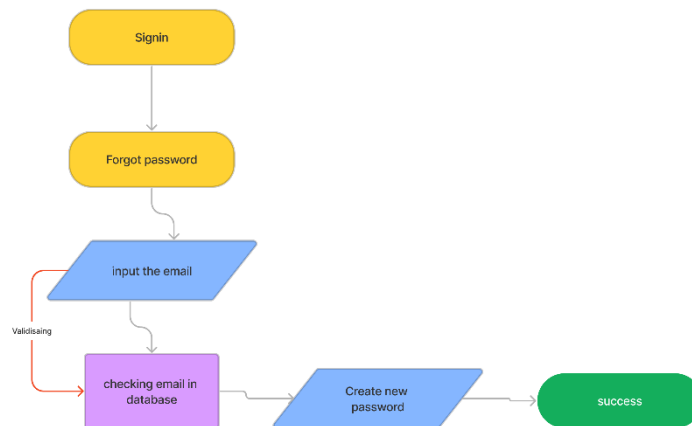 Signin
Forgot password
input the email
Validisaing
checking email in
database
Create new
password
success